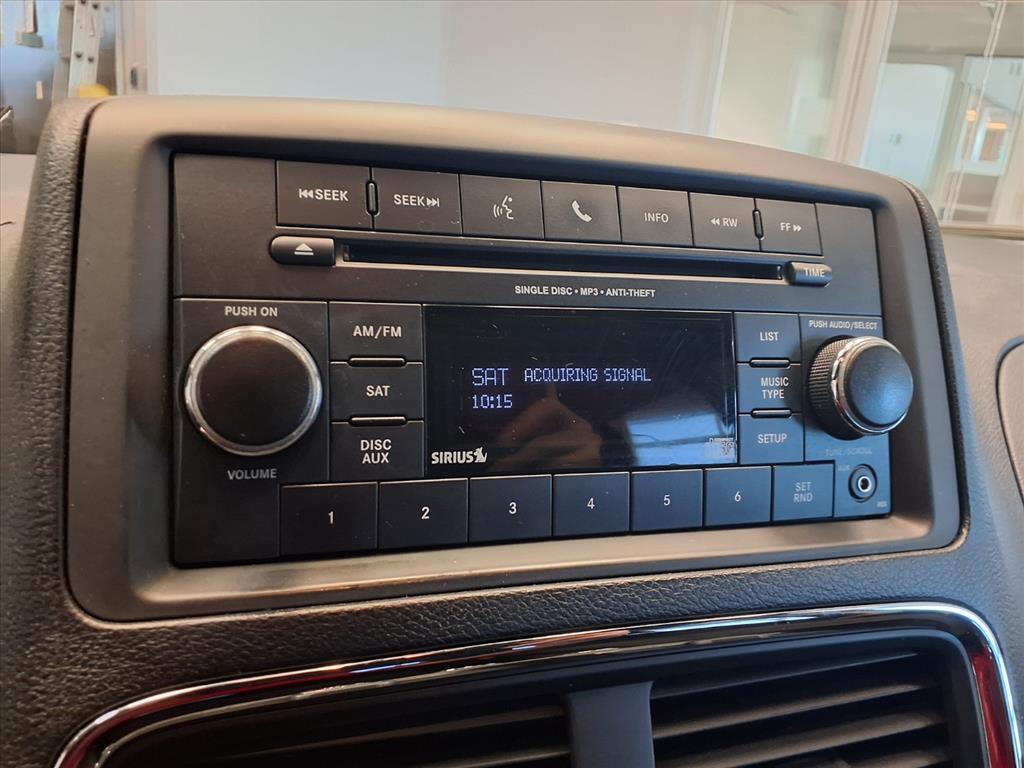 SEEK
SEEK
INFO
RW
FF
TIME
SINGLE DISC • MP3 • ANTI-THEFT
PUSH ON
VOLUME
AM/FM
SAT
DISC
AUX
SAT ACQUIRING SIGNAL
10:15
SIRIUS
LIST
MUSIC
TYPE
SETUP
PUSH AUDIO/SELECT
TUNE/SCROLL
AUX
1
2
3
4
5
6
SET
RND